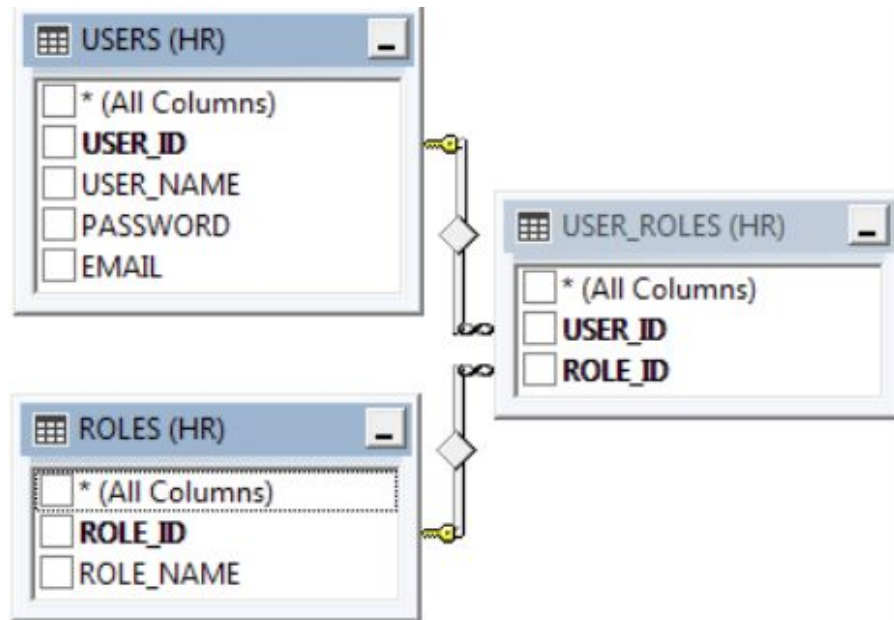 USERS (HR)
* (All Columns)
USER_ID
USER_NAME
PASSWORD
EMAIL
USER_ROLES (HR)
* (All Columns)
USER_ID
ROLE_ID
ROLES (HR)
* (All Columns)
ROLE_ID
ROLE_NAME